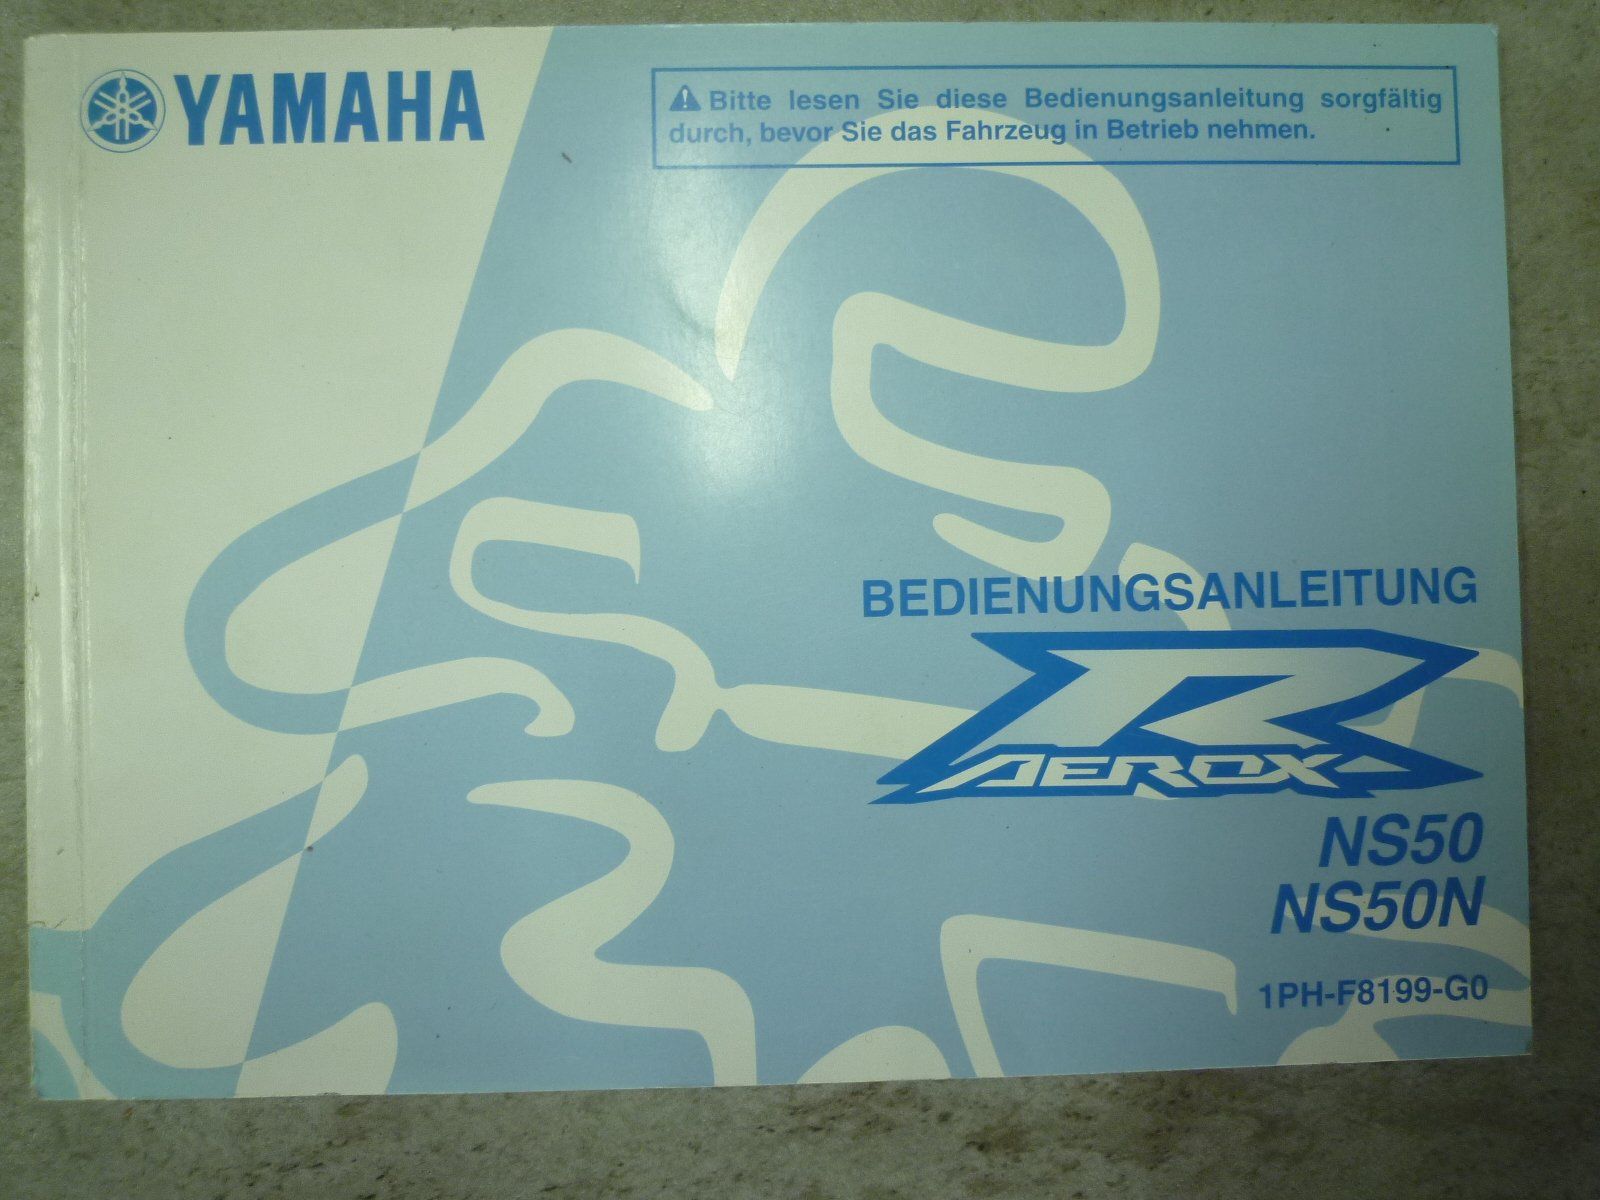 YAMAHA
⚠ Bitte lesen Sie diese Bedienungsanleitung sorgfältig
durch, bevor Sie das Fahrzeug in Betrieb nehmen.
BEDIENUNGSANLEITUNG
R
AEROX
NS50
NS50N
1PH-F8199-G0